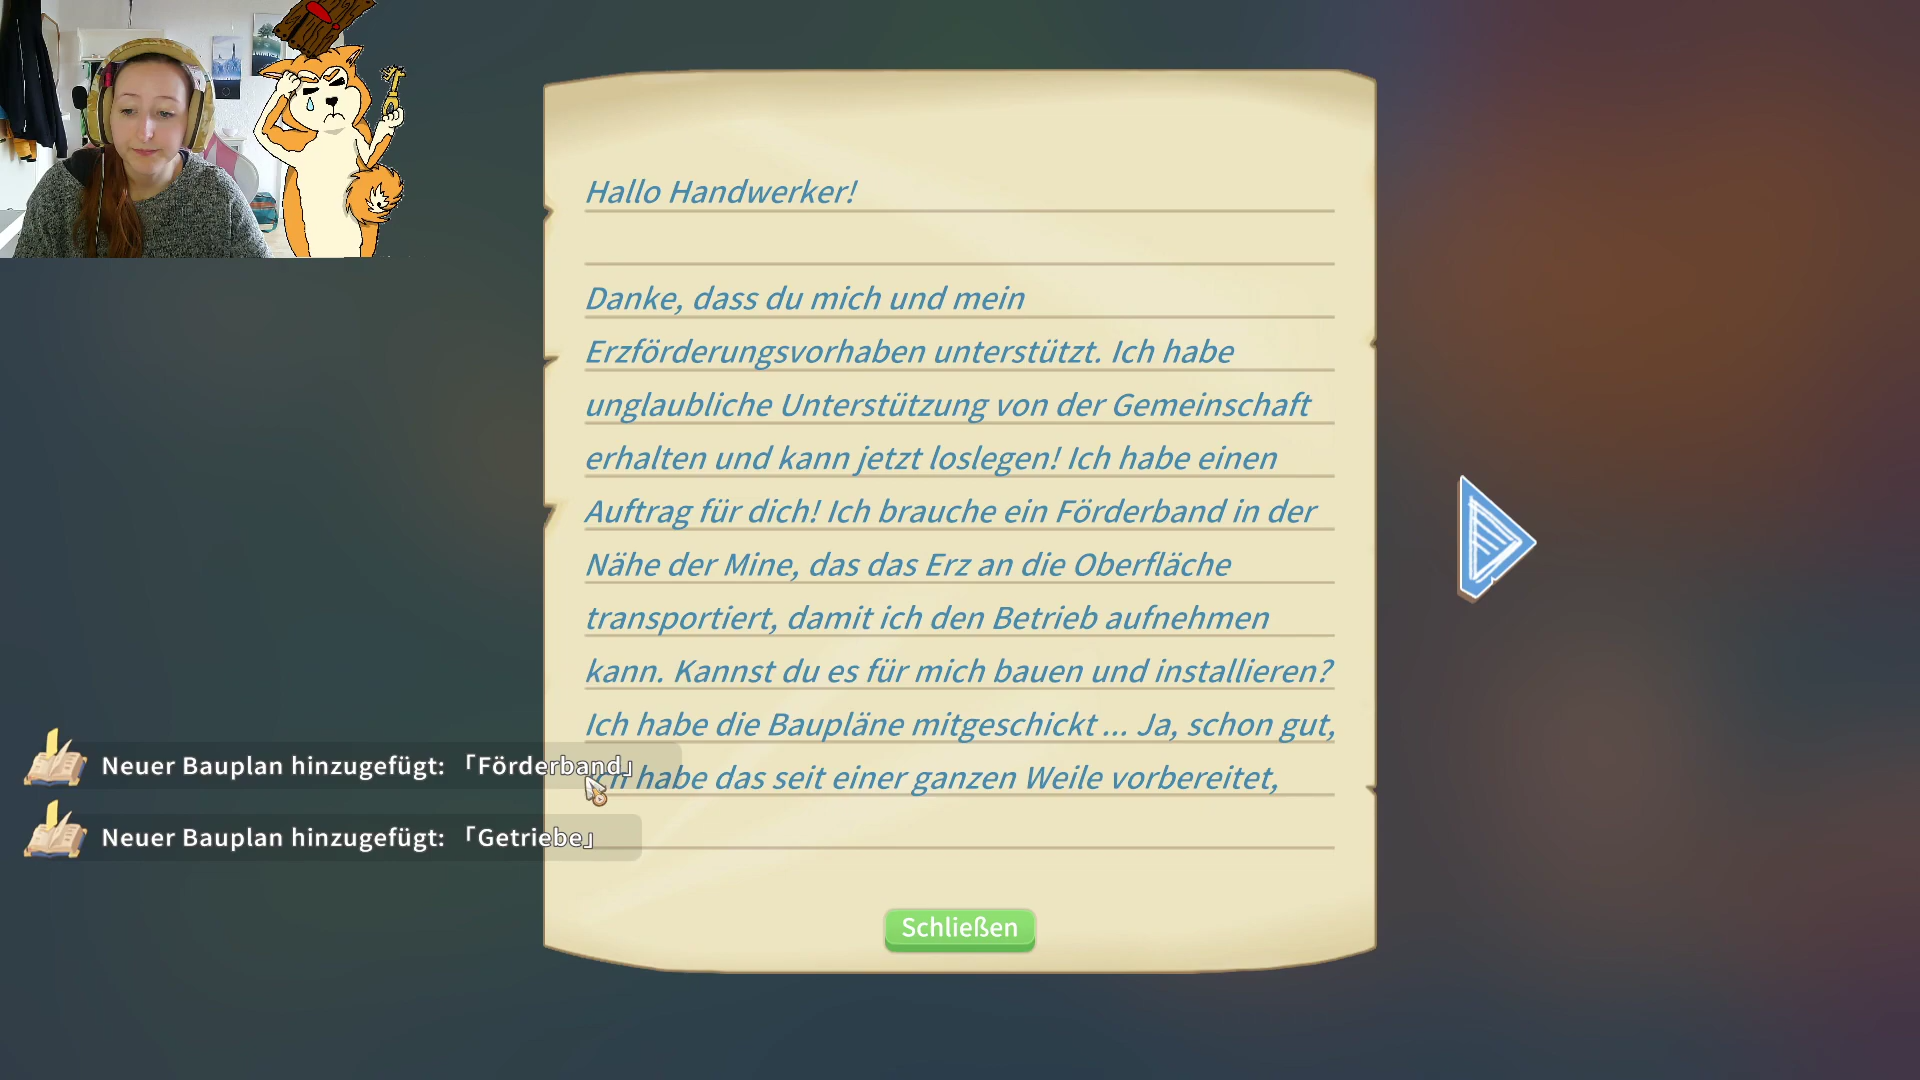 Hallo Handwerker!
Danke, dass du mich und mein
Erzförderungsvorhaben unterstützt. Ich habe
unglaubliche Unterstützung von der Gemeinschaft
erhalten und kann jetzt loslegen! Ich habe einen
Auftrag für dich! Ich brauche ein Förderband in der
Nähe der Mine, das das Erz an die Oberfläche
transportiert, damit ich den Betrieb aufnehmen
kann. Kannst du es für mich bauen und installieren?
Ich habe die Baupläne mitgeschickt ... Ja, schon gut,
ich habe das seit einer ganzen Weile vorbereitet,
Neuer Bauplan hinzugefügt: 「Förderband」
Neuer Bauplan hinzugefügt: 「Getriebe」
Schließen